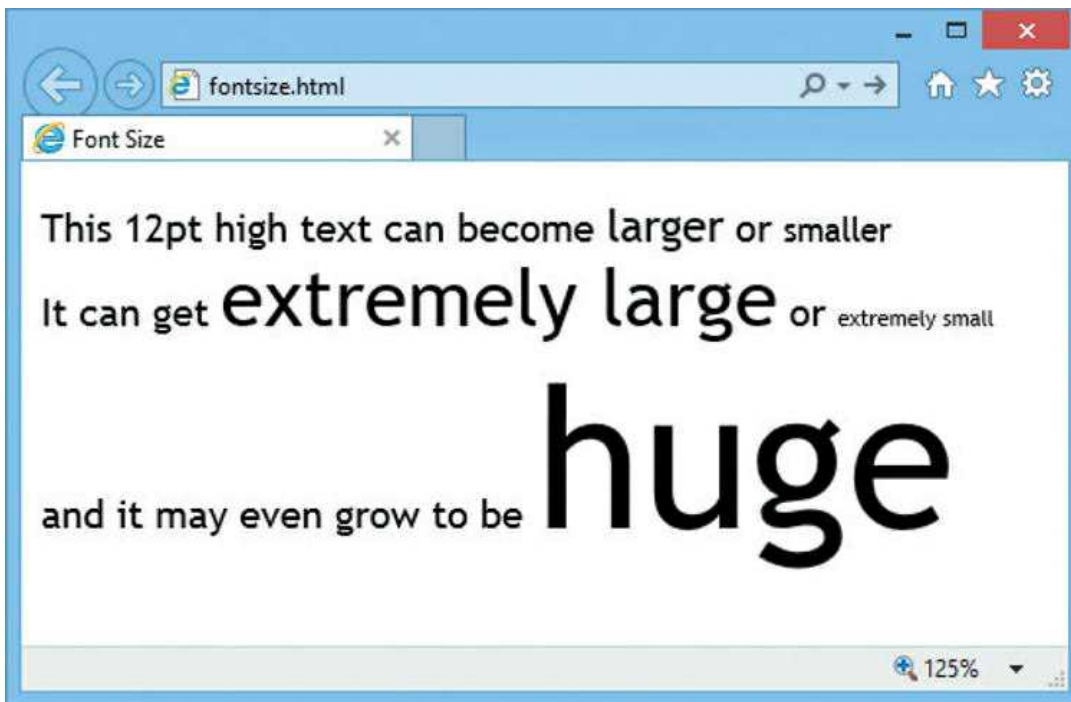 fontsize.html
Font Size
This 12pt high text can become larger or smaller
It can get extremely large or extremely small
and it may even grow to be huge
125%